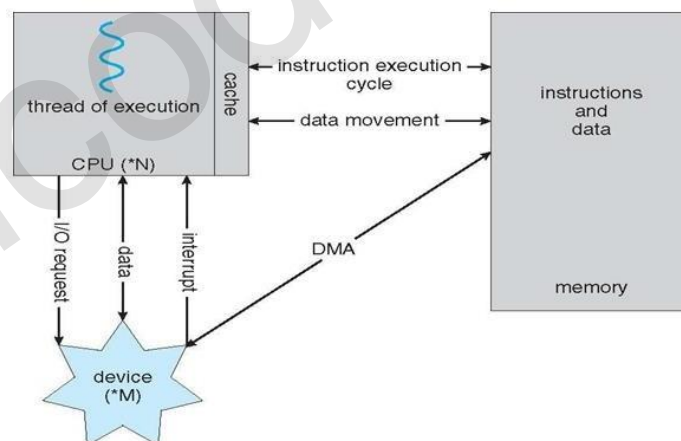 thread of execution
cache
CPU (*N)
instruction execution
cycle
data movement
instructions
and
data
I/O request
data
interrupt
DMA
memory
device
(*M)